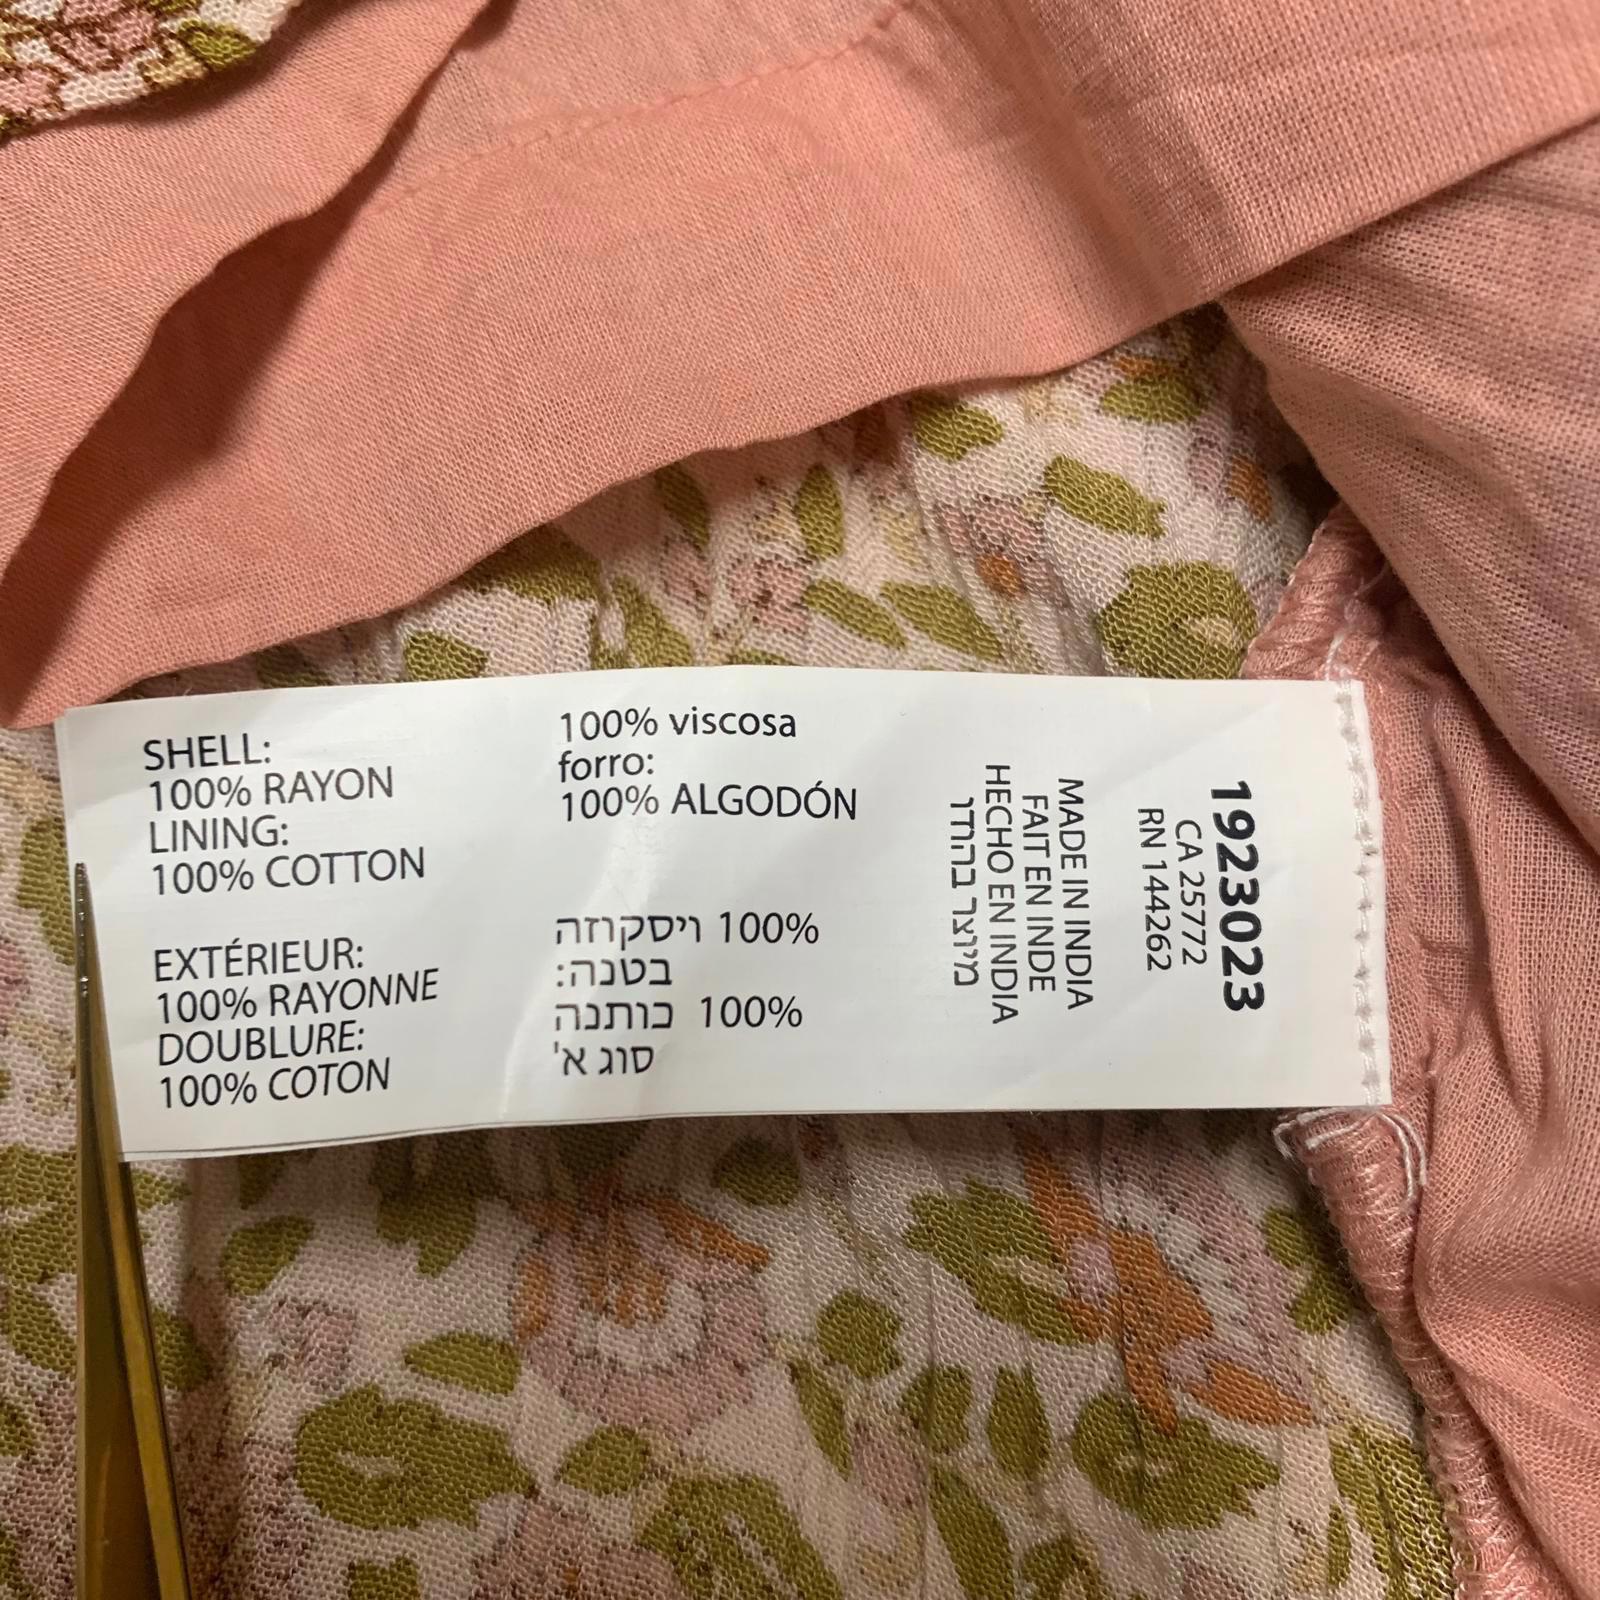 SHELL:
100% RAYON
LINING:
100% COTTON
EXTÉRIEUR:
100% RAYONNE
DOUBLURE:
100% COTON
100% viscosa
forro:
100% ALGODÓN
100% ויסקוזה
בטנה:
100% כותנה
סוג א'
MADE IN INDIA
FAIT EN INDE
HECHO EN INDIA
מיוצר בהודו
1923023
CA 25772
RN 144262